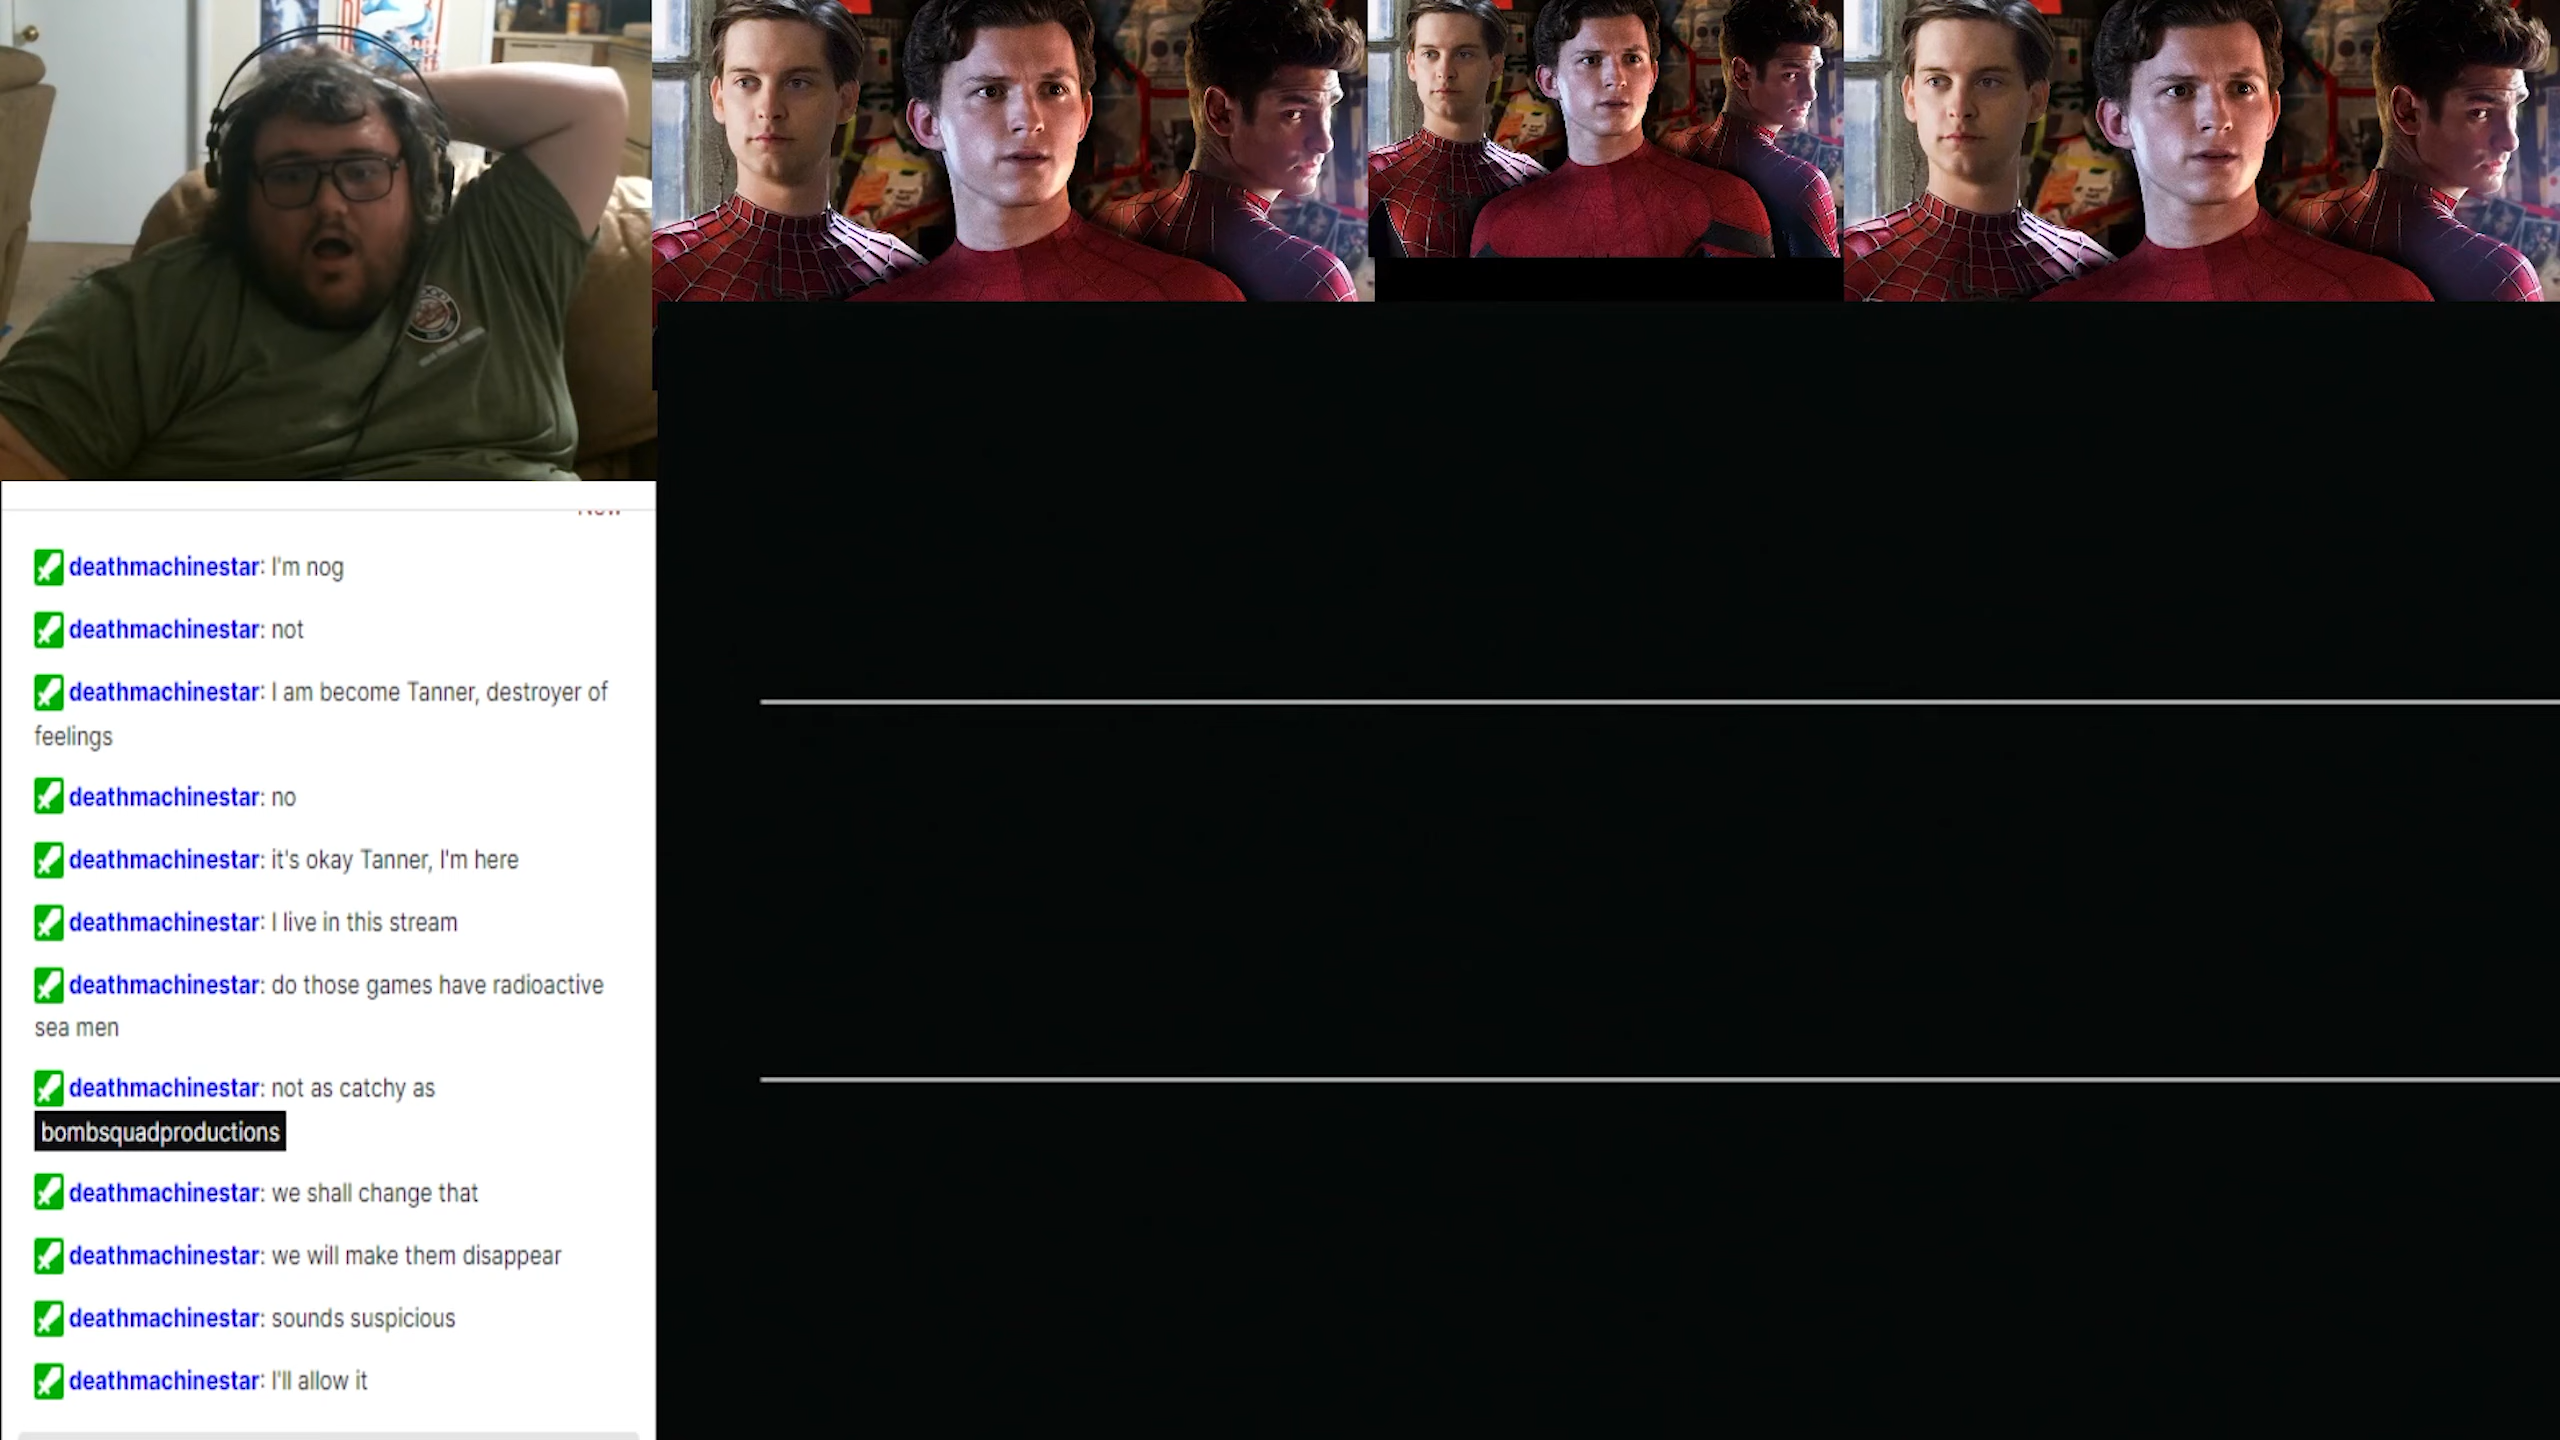 deathmachinestar: I'm nog
deathmachinestar: not
deathmachinestar: I am become Tanner, destroyer of
feelings
deathmachinestar: no
deathmachinestar: it's okay Tanner, I'm here
deathmachinestar: I live in this stream
deathmachinestar: do those games have radioactive
sea men
deathmachinestar: not as catchy as
bombsquadproductions
deathmachinestar: we shall change that
deathmachinestar: we will make them disappear
deathmachinestar: sounds suspicious
deathmachinestar: I'll allow it